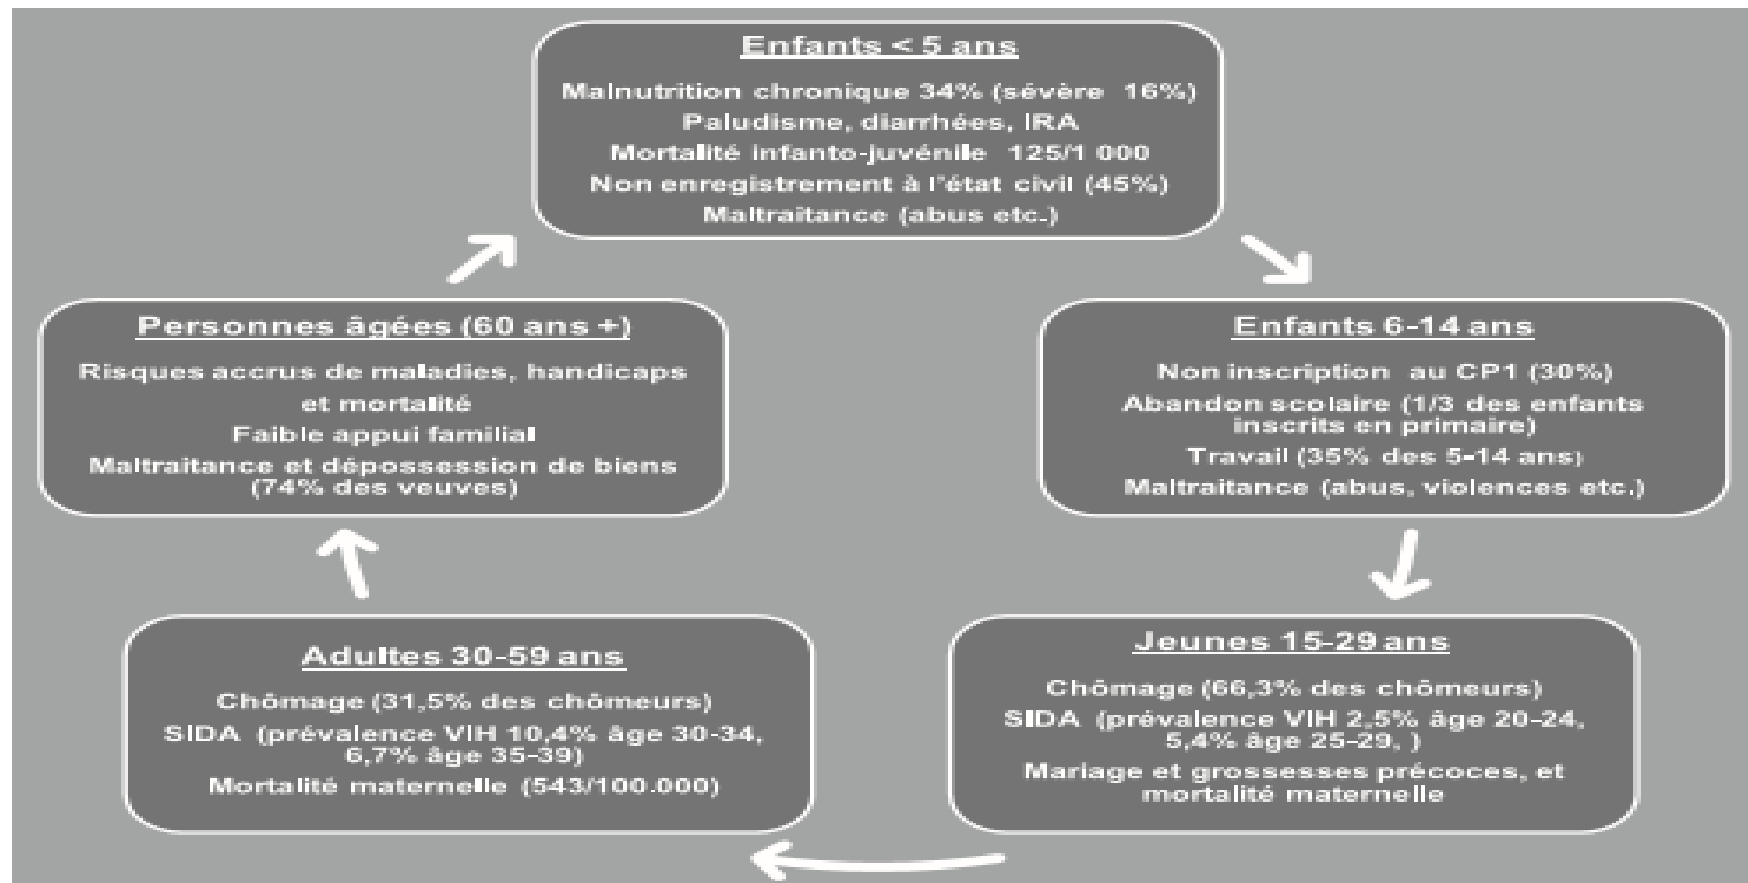 Enfants < 5 ans
Malnutrition chronique 34% (sévère 16%)
Paludisme, diarrhées, IRA
Mortalité infanto-juvénile 125/1 000
Non enregistrement à l'état civil (45%)
Maltraitance (abus etc.)
Enfants 6-14 ans
Non inscription au CP1 (30%)
Abandon scolaire (1/3 des enfants
inscrits en primaire)
Travail (35% des 5-14 ans)
Maltraitance (abus, violences etc.)
Jeunes 15-29 ans
Chômage (66,3% des chômeurs)
SIDA (prévalence VIH 2,5% âge 20-24,
5,4% âge 25-29, )
Mariage et grossesses précoces, et
mortalité maternelle
Adultes 30-59 ans
Chômage (31,5% des chômeurs)
SIDA (prévalence VIH 10,4% âge 30-34,
6,7% âge 35-39)
Mortalité maternelle (543/100.000)
Personnes âgées (60 ans +)
Risques accrus de maladies, handicaps
et mortalité
Faible appui familial
Maltraitance et dépossession de biens
(74% des veuves)